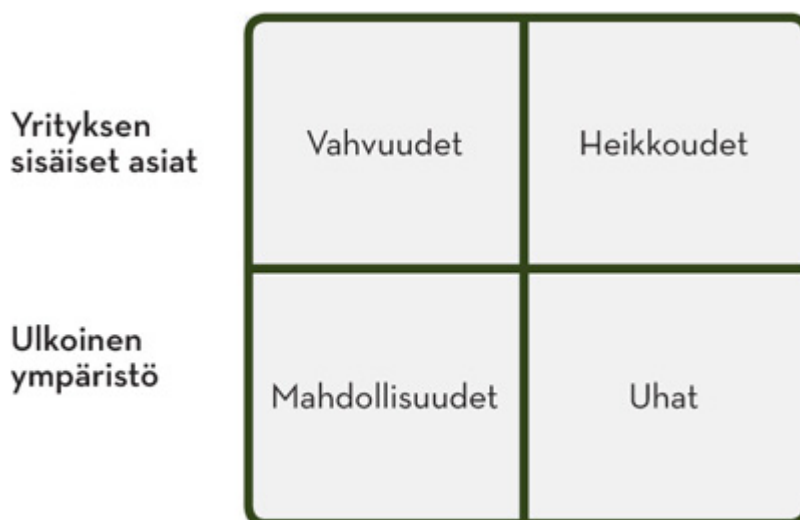 Yrityksen
sisäiset asiat
Vahvuudet
Heikkoudet
Ulkoinen
ympäristö
Mahdollisuudet
Uhat